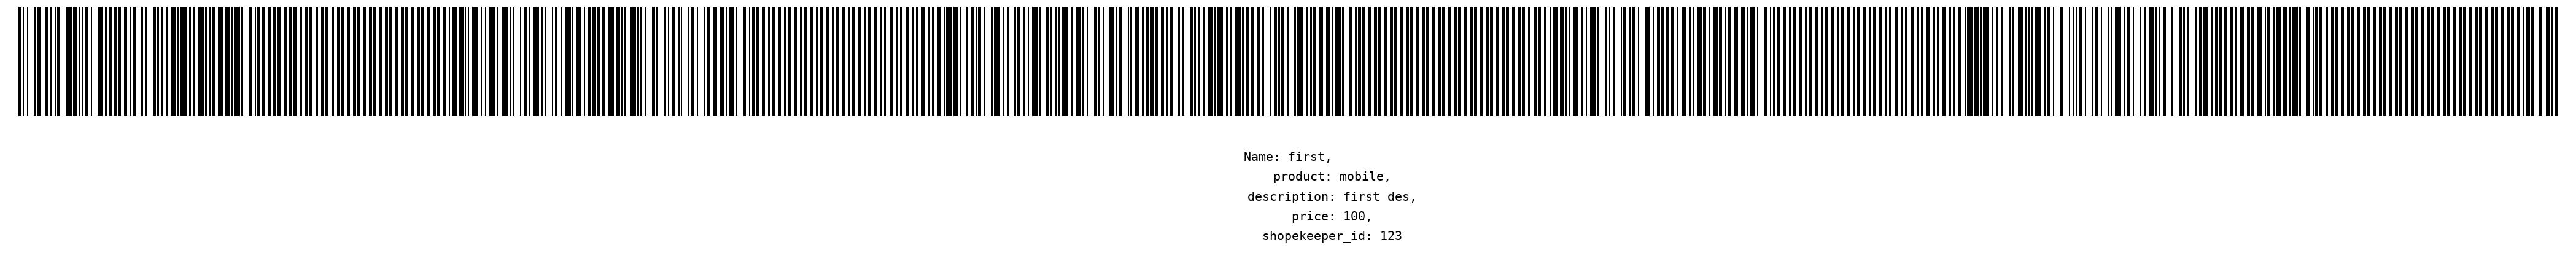 Name: first,
product: mobile,
description: first des,
price: 100,
shopekeeper_id: 123